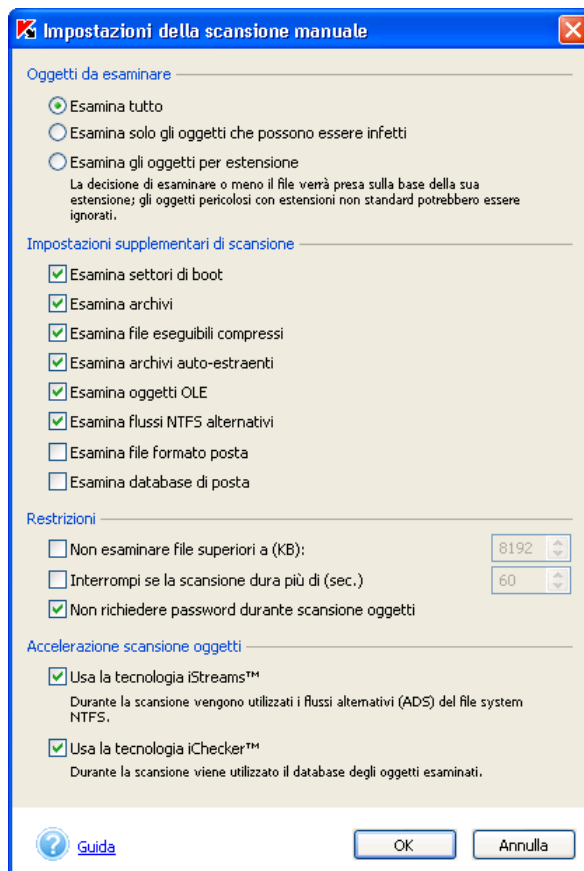 Impostazioni della scansione manuale
Oggetti da esaminare
Esamina tutto
Esamina solo gli oggetti che possono essere infetti
Esamina gli oggetti per estensione
La decisione di esaminare o meno il file verrà presa sulla base della sua
estensione; gli oggetti pericolosi con estensioni non standard potrebbero essere
ignorati.
Impostazioni supplementari di scansione
Esamina settori di boot
Esamina archivi
Esamina file eseguibili compressi
Esamina archivi auto-estraenti
Esamina oggetti OLE
Esamina flussi NTFS alternativi
Esamina file formato posta
Esamina database di posta
Restrizioni
Non esaminare file superiori a (KB): 8192
Interrompi se la scansione dura più di (sec.) 60
Non richiedere password durante scansione oggetti
Accelerazione scansione oggetti
Usa la tecnologia iStreams™
Durante la scansione vengono utilizzati i flussi alternativi (ADS) del file system
NTFS.
Usa la tecnologia iChecker™
Durante la scansione viene utilizzato il database degli oggetti esaminati.
Guida OK Annulla